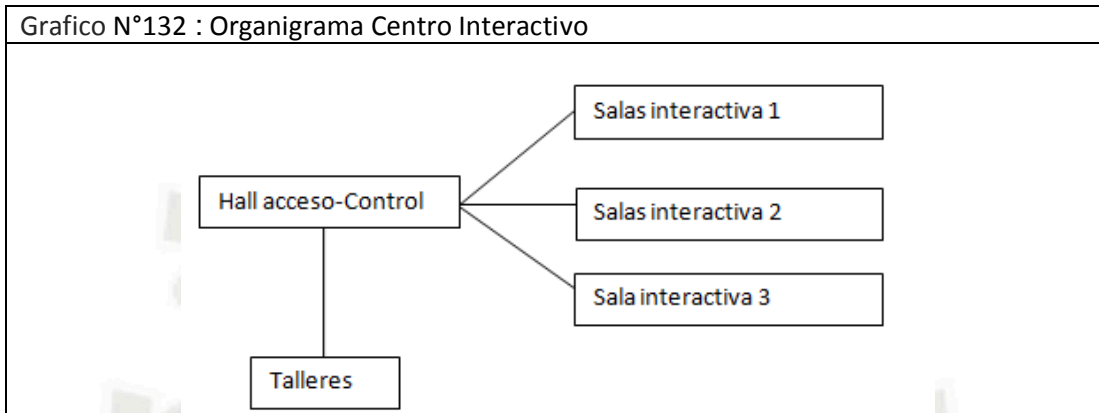 Grafico N°132 : Organigrama Centro Interactivo
Salas interactiva 1
Hall acceso-Control
Salas interactiva 2
Sala interactiva 3
Talleres